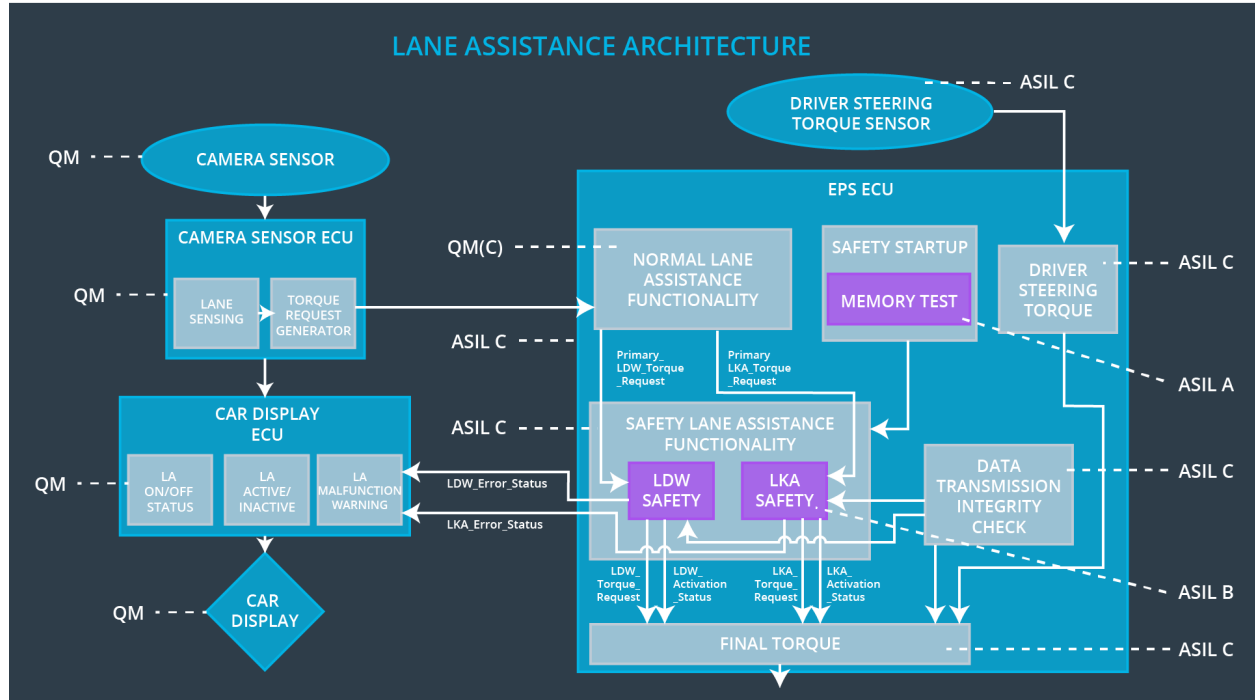 LANE ASSISTANCE ARCHITECTURE
ASIL C
DRIVER STEERING
TORQUE SENSOR
QM
CAMERA SENSOR
EPS ECU
CAMERA SENSOR ECU
QM(C)
NORMAL LANE
ASSISTANCE
FUNCTIONALITY
SAFETY STARTUP
MEMORY TEST
DRIVER
STEERING
TORQUE
ASIL C
QM
LANE
SENSING
TORQUE
REQUEST
GENERATOR
ASIL C
Primary_
LDW_Torque
_Request
Primary
LKA_Torque
_Request
ASIL A
CAR DISPLAY
ECU
ASIL C
SAFETY LANE ASSISTANCE
FUNCTIONALITY
QM
LA
ON/OFF
STATUS
LA
ACTIVE/
INACTIVE
LA
MALFUNCTION
WARNING
LDW_Error_Status
LKA_Error_Status
LDW
SAFETY
LKA
SAFETY
DATA
TRANSMISSION
INTEGRITY
CHECK
ASIL C
LDW_
Torque_
Request
LDW_
Activation
_Status
LKA_
Torque_
Request
LKA_
Activation
_Status
ASIL B
QM
CAR
DISPLAY
FINAL TORQUE
ASIL C